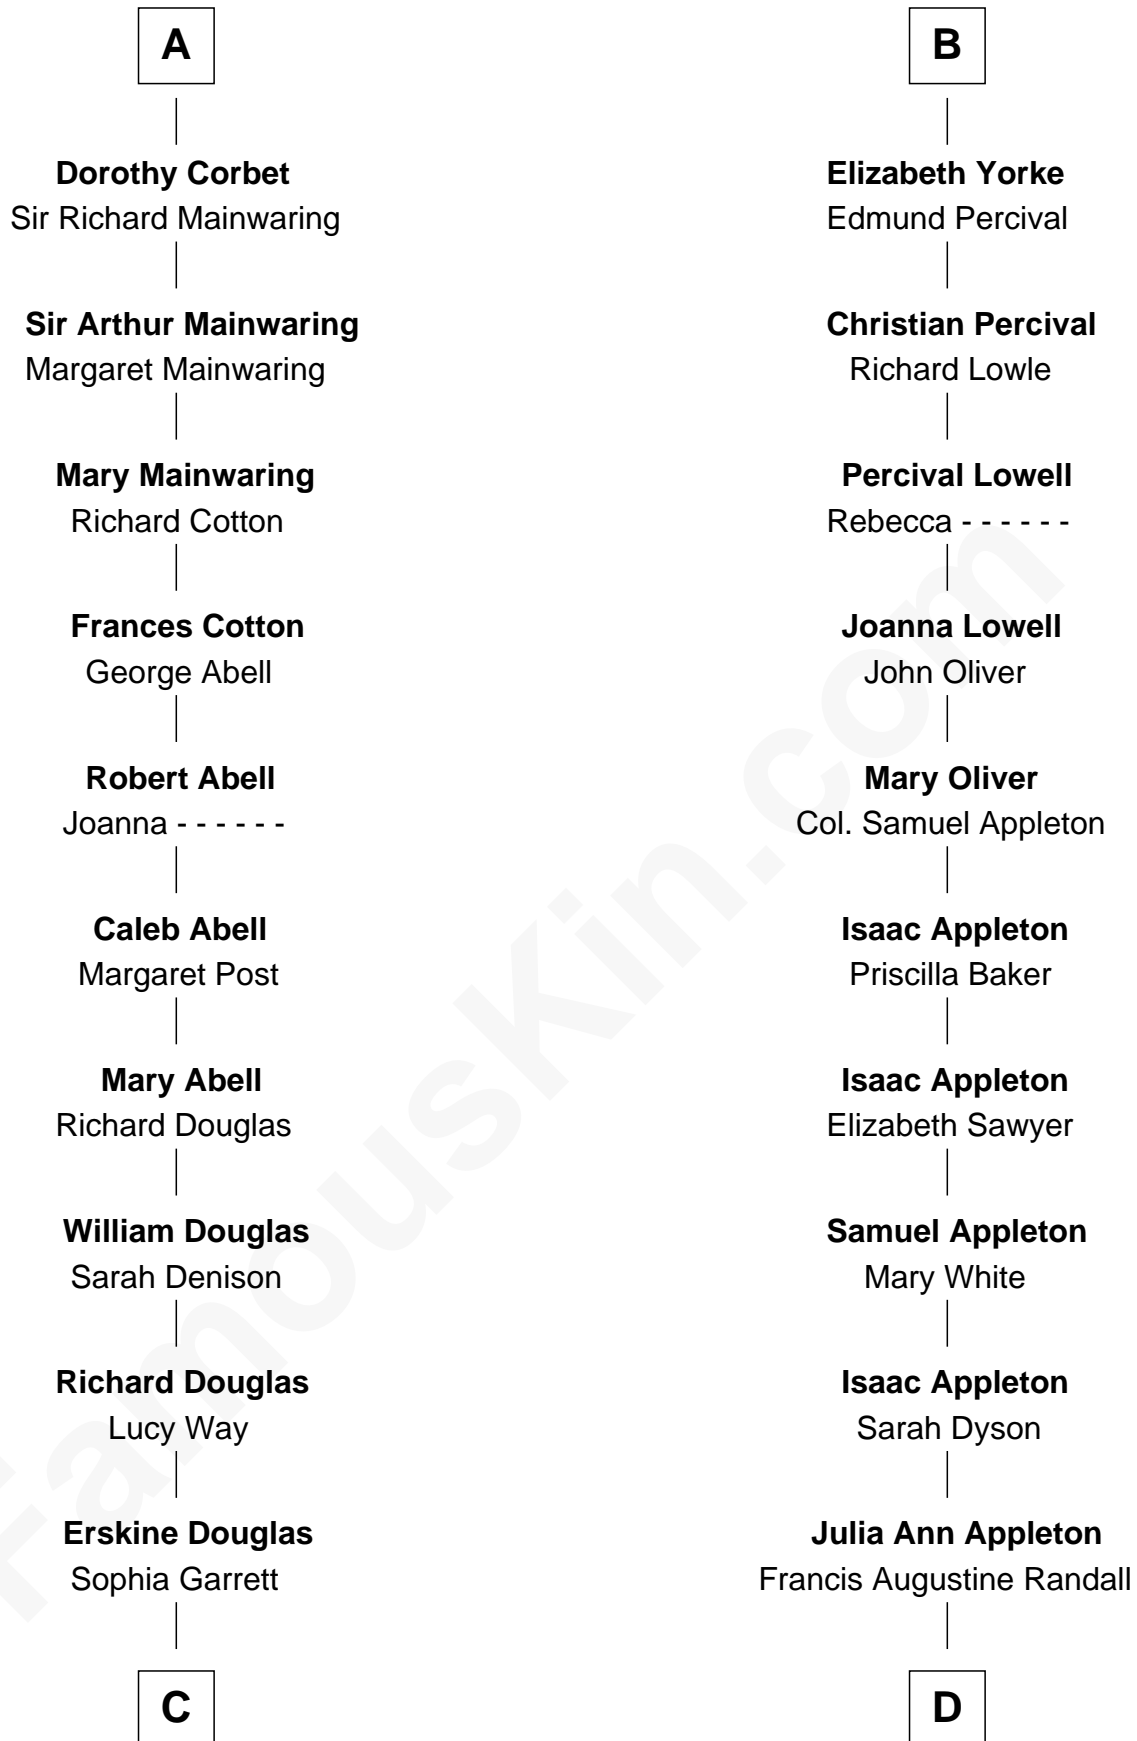 A
Dorothy Corbet
Sir Richard Mainwaring
Sir Arthur Mainwaring
Margaret Mainwaring
Mary Mainwaring
Richard Cotton
Frances Cotton
George Abell
Robert Abell
Joanna - - - - - -
Caleb Abell
Margaret Post
Mary Abell
Richard Douglas
William Douglas
Sarah Denison
Richard Douglas
Lucy Way
Erskine Douglas
Sophia Garrett
C
B
Elizabeth Yorke
Edmund Percival
Christian Percival
Richard Lowle
Percival Lowell
Rebecca - - - - - -
Joanna Lowell
John Oliver
Mary Oliver
Col. Samuel Appleton
Isaac Appleton
Priscilla Baker
Isaac Appleton
Elizabeth Sawyer
Samuel Appleton
Mary White
Isaac Appleton
Sarah Dyson
Julia Ann Appleton
Francis Augustine Randall
D
FamousKin.com